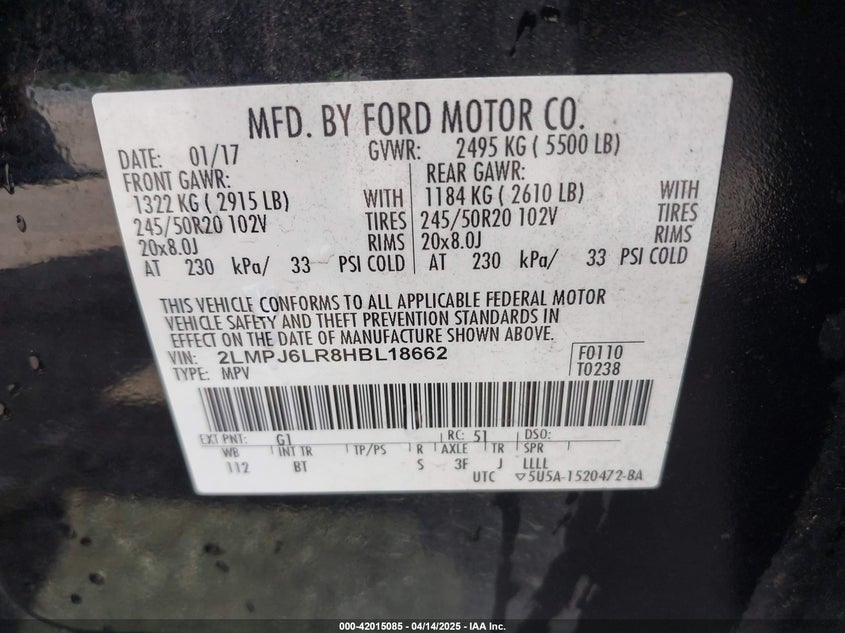 MFD. BY FORD MOTOR CO.
DATE: 01/17 GVWR: 2495 KG ( 5500 LB)
FRONT GAWR: REAR GAWR:
1322 KG ( 2915 LB) WITH 1184 KG ( 2610 LB) WITH
245/50R20 102V TIRES 245/50R20 102V TIRES
20x8.0J RIMS 20x8.0J RIMS
AT 230 kPa/ 33 PSI COLD AT 230 kPa/ 33 PSI COLD
THIS VEHICLE CONFORMS TO ALL APPLICABLE FEDERAL MOTOR
VEHICLE SAFETY AND THEFT PREVENTION STANDARDS IN
EFFECT ON THE DATE OF MANUFACTURE SHOWN ABOVE.
VIN: 2LMPJ6LR8HBL18662 F0110
TYPE: MPV T0238
EXT PNT: G1 RC: 51 DSO:
WB INT TR TP/PS R AXLE TR SPR
112 BT S 3F J LLLL
UTC ▽5U5A-1520472-BA
000-42015085 - 04/14/2025 - IAA Inc.